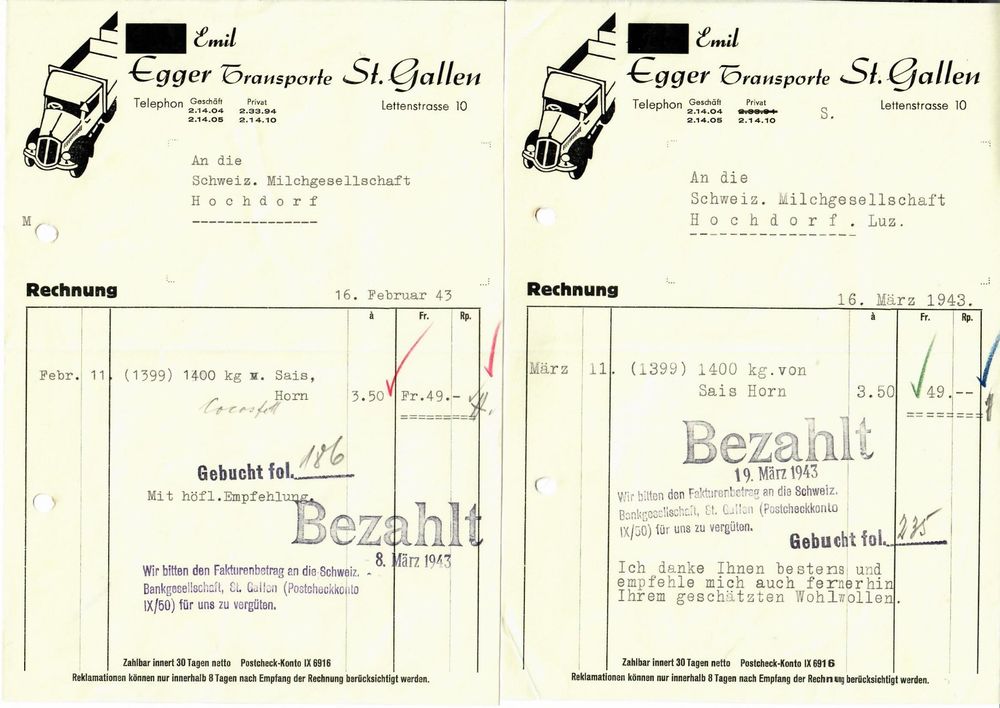 Emil
Egger Transporte St. Gallen
Telephon Geschäft Privat Lettenstrasse 10
2.14.04 2.33.94
2.14.05 2.14.10
An die
Schweiz. Milchgesellschaft
Hochdorf
M
Rechnung
16. Februar 43
à Fr. Rp.
Febr. 11. (1399) 1400 kg v. Sais,
Horn 3.50 Fr.49.--
Cocosfett
Gebucht fol. 186
Mit höfl.Empfehlung.
Bezahlt
8. März 1943
Wir bitten den Fakturenbetrag an die Schweiz.
Bankgesellschaft, St. Gallen (Postcheckkonto
IX/50) für uns zu vergüten.
Zahlbar innert 30 Tagen netto Postcheck-Konto IX 6916
Reklamationen können nur innerhalb 8 Tagen nach Empfang der Rechnung berücksichtigt werden.
Emil
Egger Transporte St. Gallen
Telephon Geschäft Privat Lettenstrasse 10
2.14.04 2.33.94
2.14.05 2.14.10
S.
An die
Schweiz. Milchgesellschaft
Hochdorf. Luz.
Rechnung
16. März 1943.
à Fr. Rp.
März 11. (1399) 1400 kg.von
Sais Horn 3.50 49.--
Bezahlt
19. März 1943
Wir bitten den Fakturenbetrag an die Schweiz.
Bankgesellschaft, St. Gallen (Postcheckkonto
IX/50) für uns zu vergüten.
Gebucht fol. 235
Ich danke Ihnen bestens und
empfehle mich auch fernerhin
Ihrem geschätzten Wohlwollen.
Zahlbar innert 30 Tagen netto Postcheck-Konto IX 6916
Reklamationen können nur innerhalb 8 Tagen nach Empfang der Rechnung berücksichtigt werden.